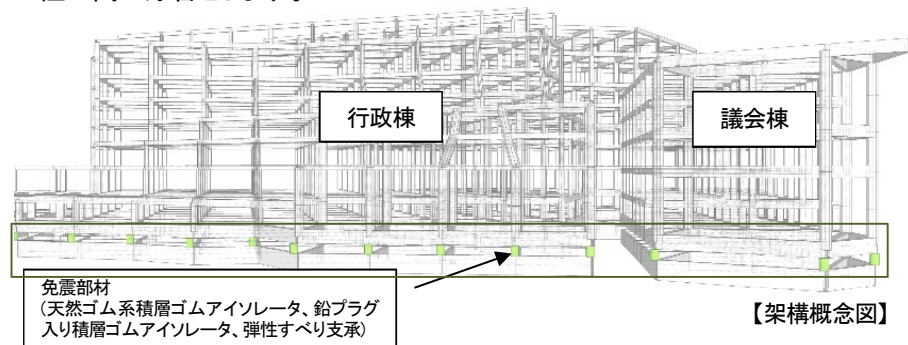 行政棟
議会棟
免震部材
(天然ゴム系積層ゴムアイソレータ、鉛プラグ
入り積層ゴムアイソレータ、弾性すべり支承)
【架構概念図】